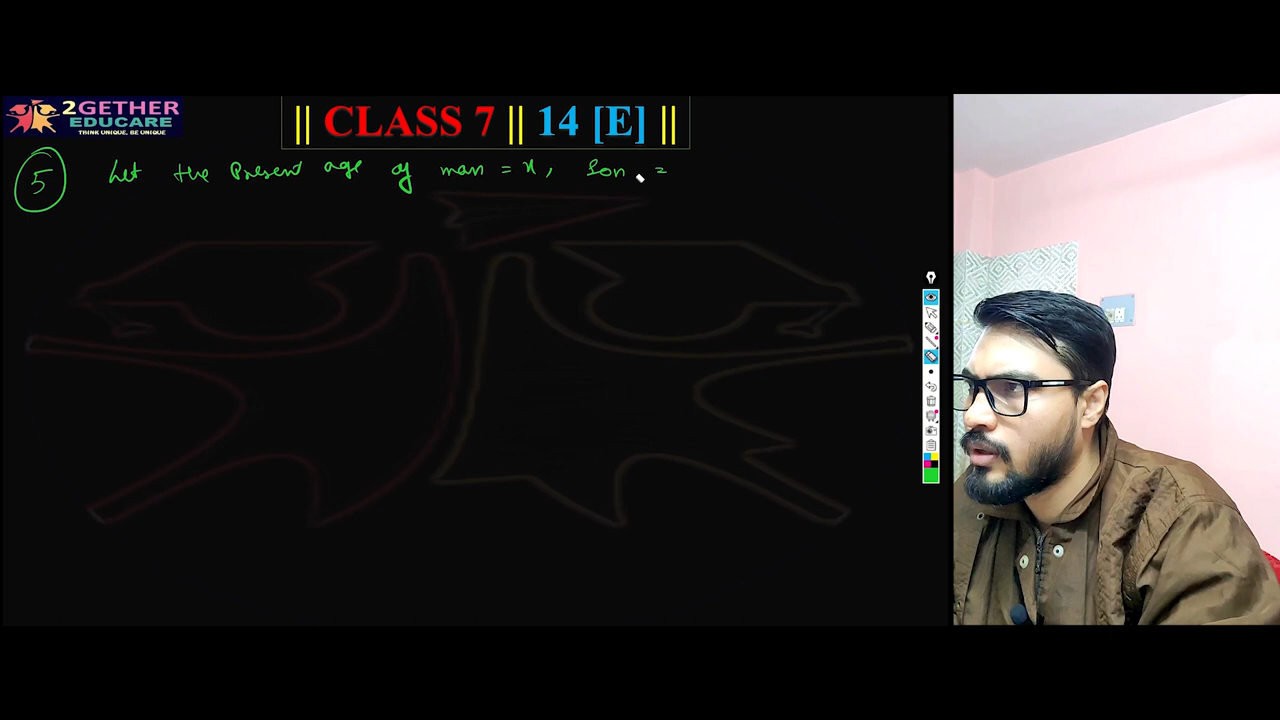 2GETHER
EDUCARE
THINK UNIQUE, BE UNIQUE
|| CLASS 7 || 14 [E] ||
5 Let the Present age of man = x, Son =